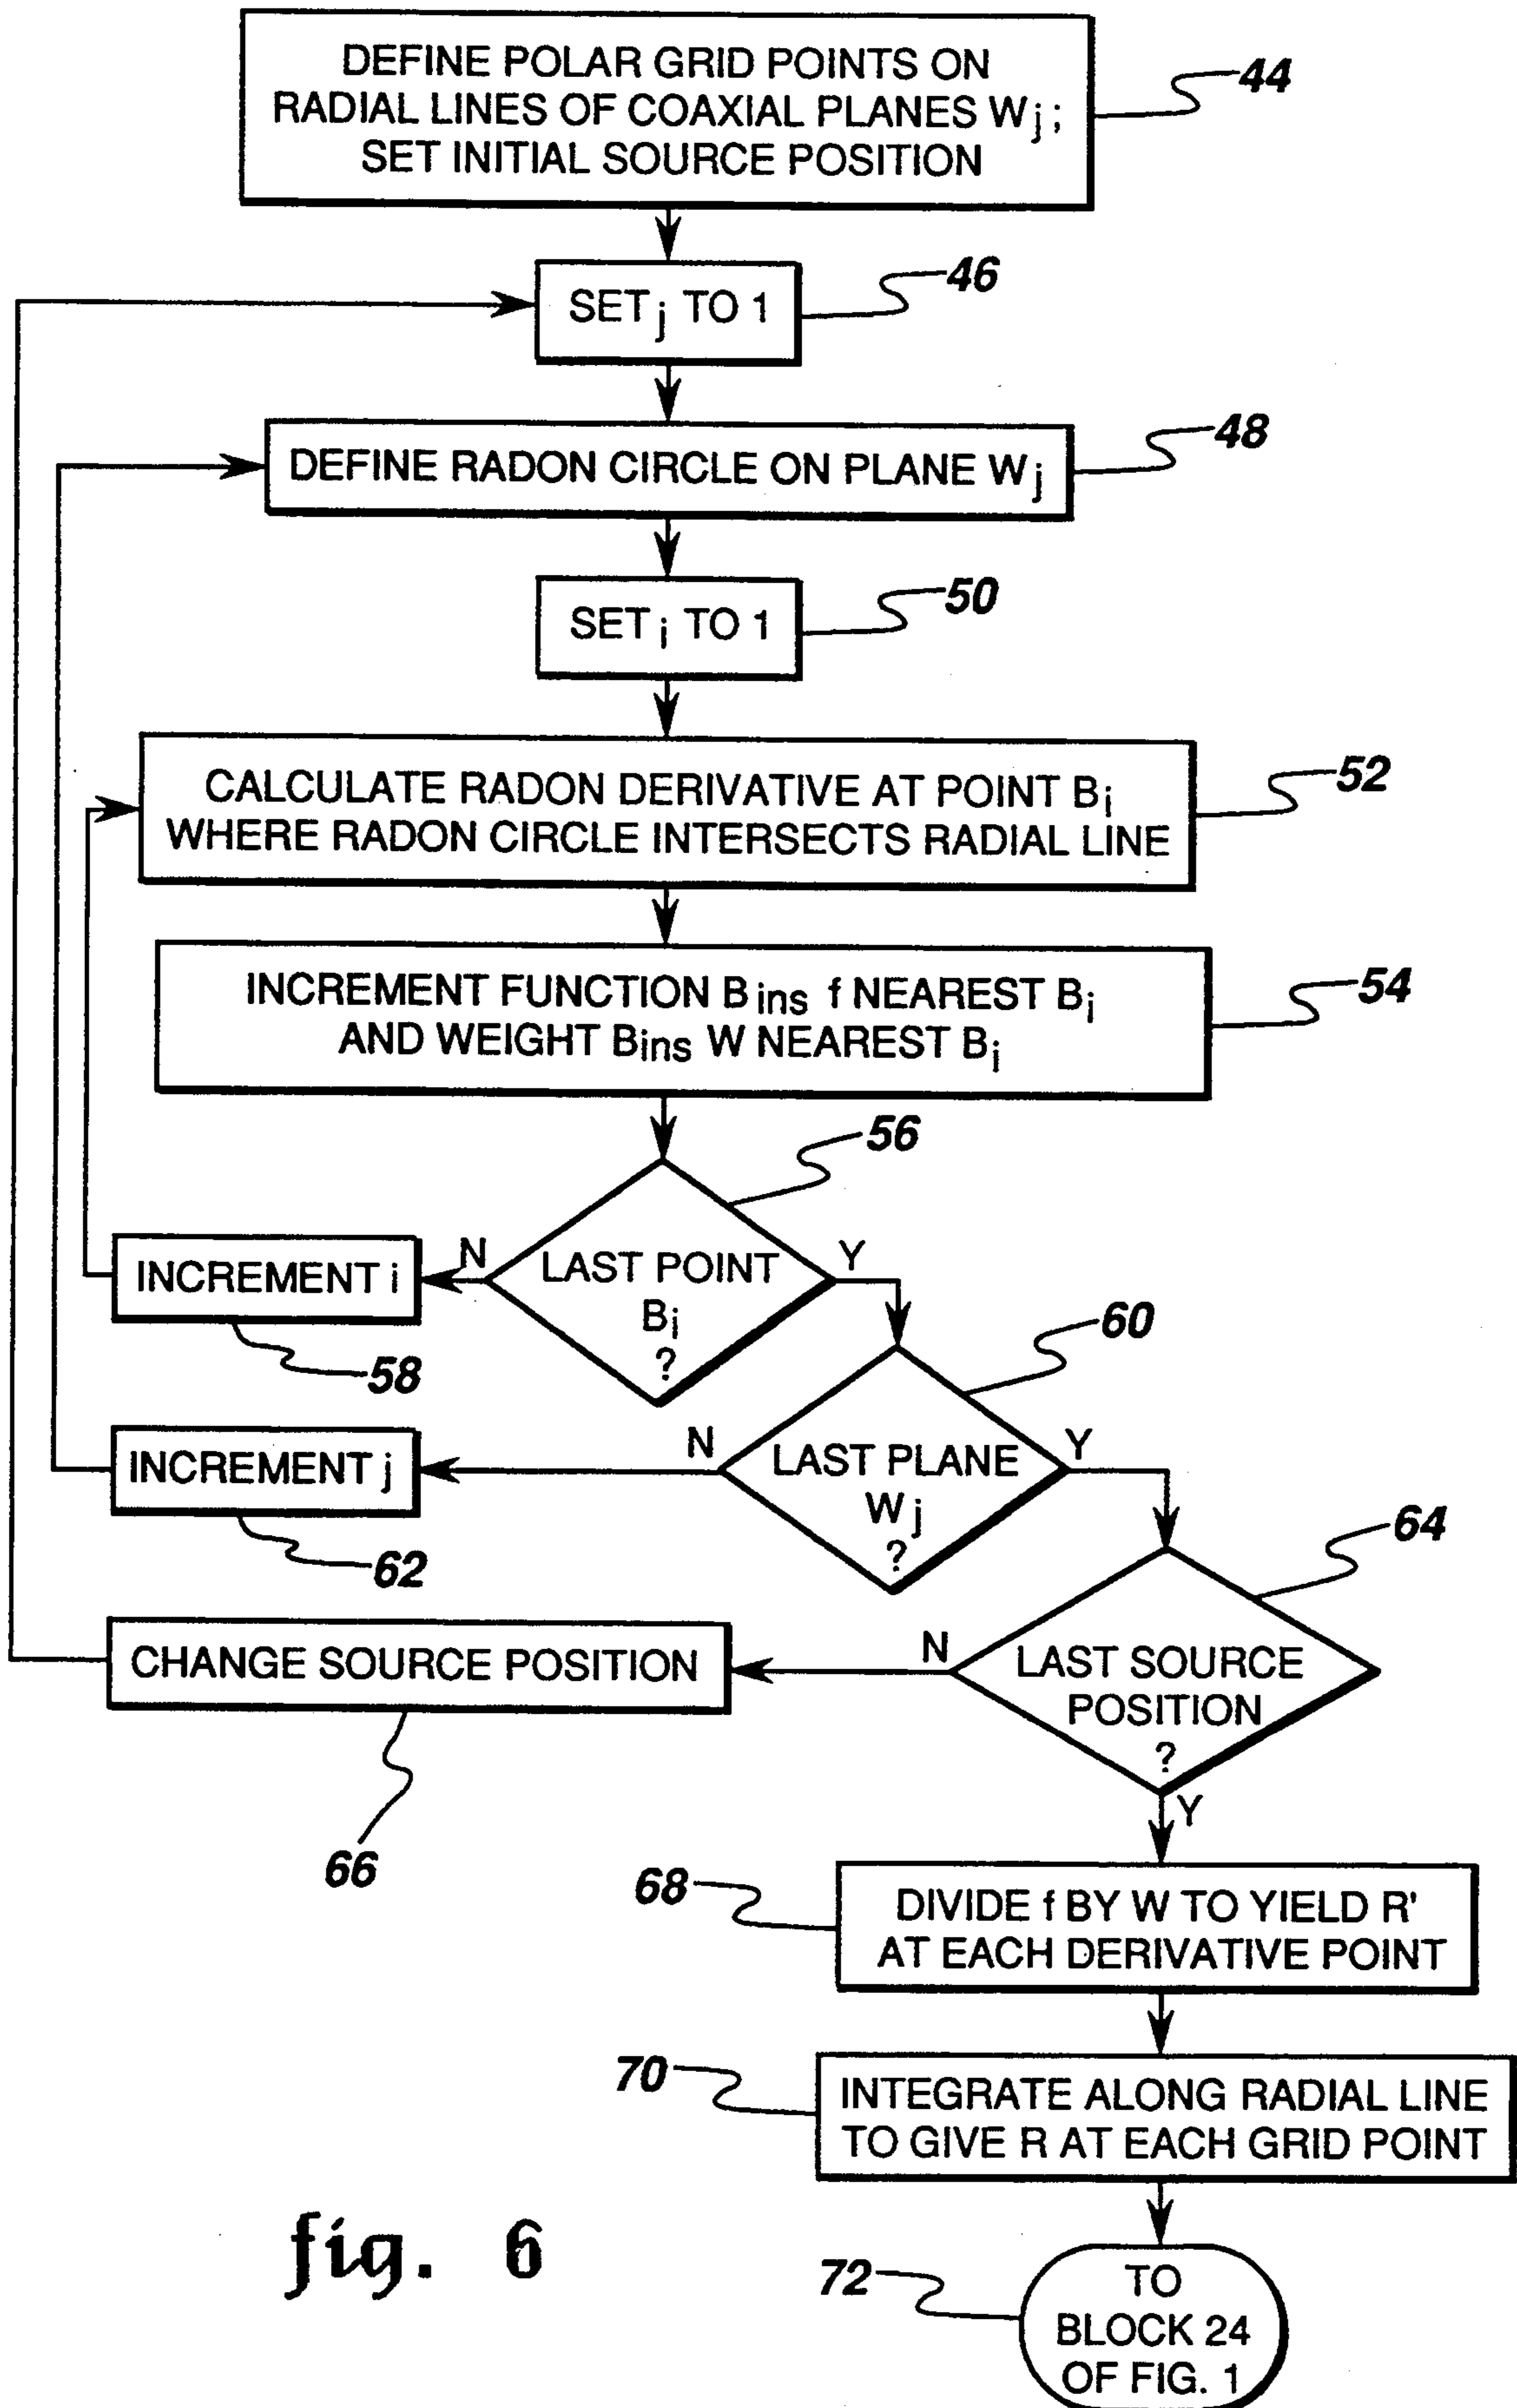 DEFINE POLAR GRID POINTS ON
RADIAL LINES OF COAXIAL PLANES Wj;
SET INITIAL SOURCE POSITION
44
SET j TO 1
46
DEFINE RADON CIRCLE ON PLANE Wj
48
SET i TO 1
50
CALCULATE RADON DERIVATIVE AT POINT Bi
WHERE RADON CIRCLE INTERSECTS RADIAL LINE
52
INCREMENT FUNCTION Bins f NEAREST Bi
AND WEIGHT Bins W NEAREST Bi
54
56
LAST POINT
Bi
?
N
Y
INCREMENT i
58
60
LAST PLANE
Wj
?
N
Y
INCREMENT j
62
64
LAST SOURCE
POSITION
?
N
Y
CHANGE SOURCE POSITION
66
68
DIVIDE f BY W TO YIELD R'
AT EACH DERIVATIVE POINT
70
INTEGRATE ALONG RADIAL LINE
TO GIVE R AT EACH GRID POINT
72
TO
BLOCK 24
OF FIG. 1
fig. 6